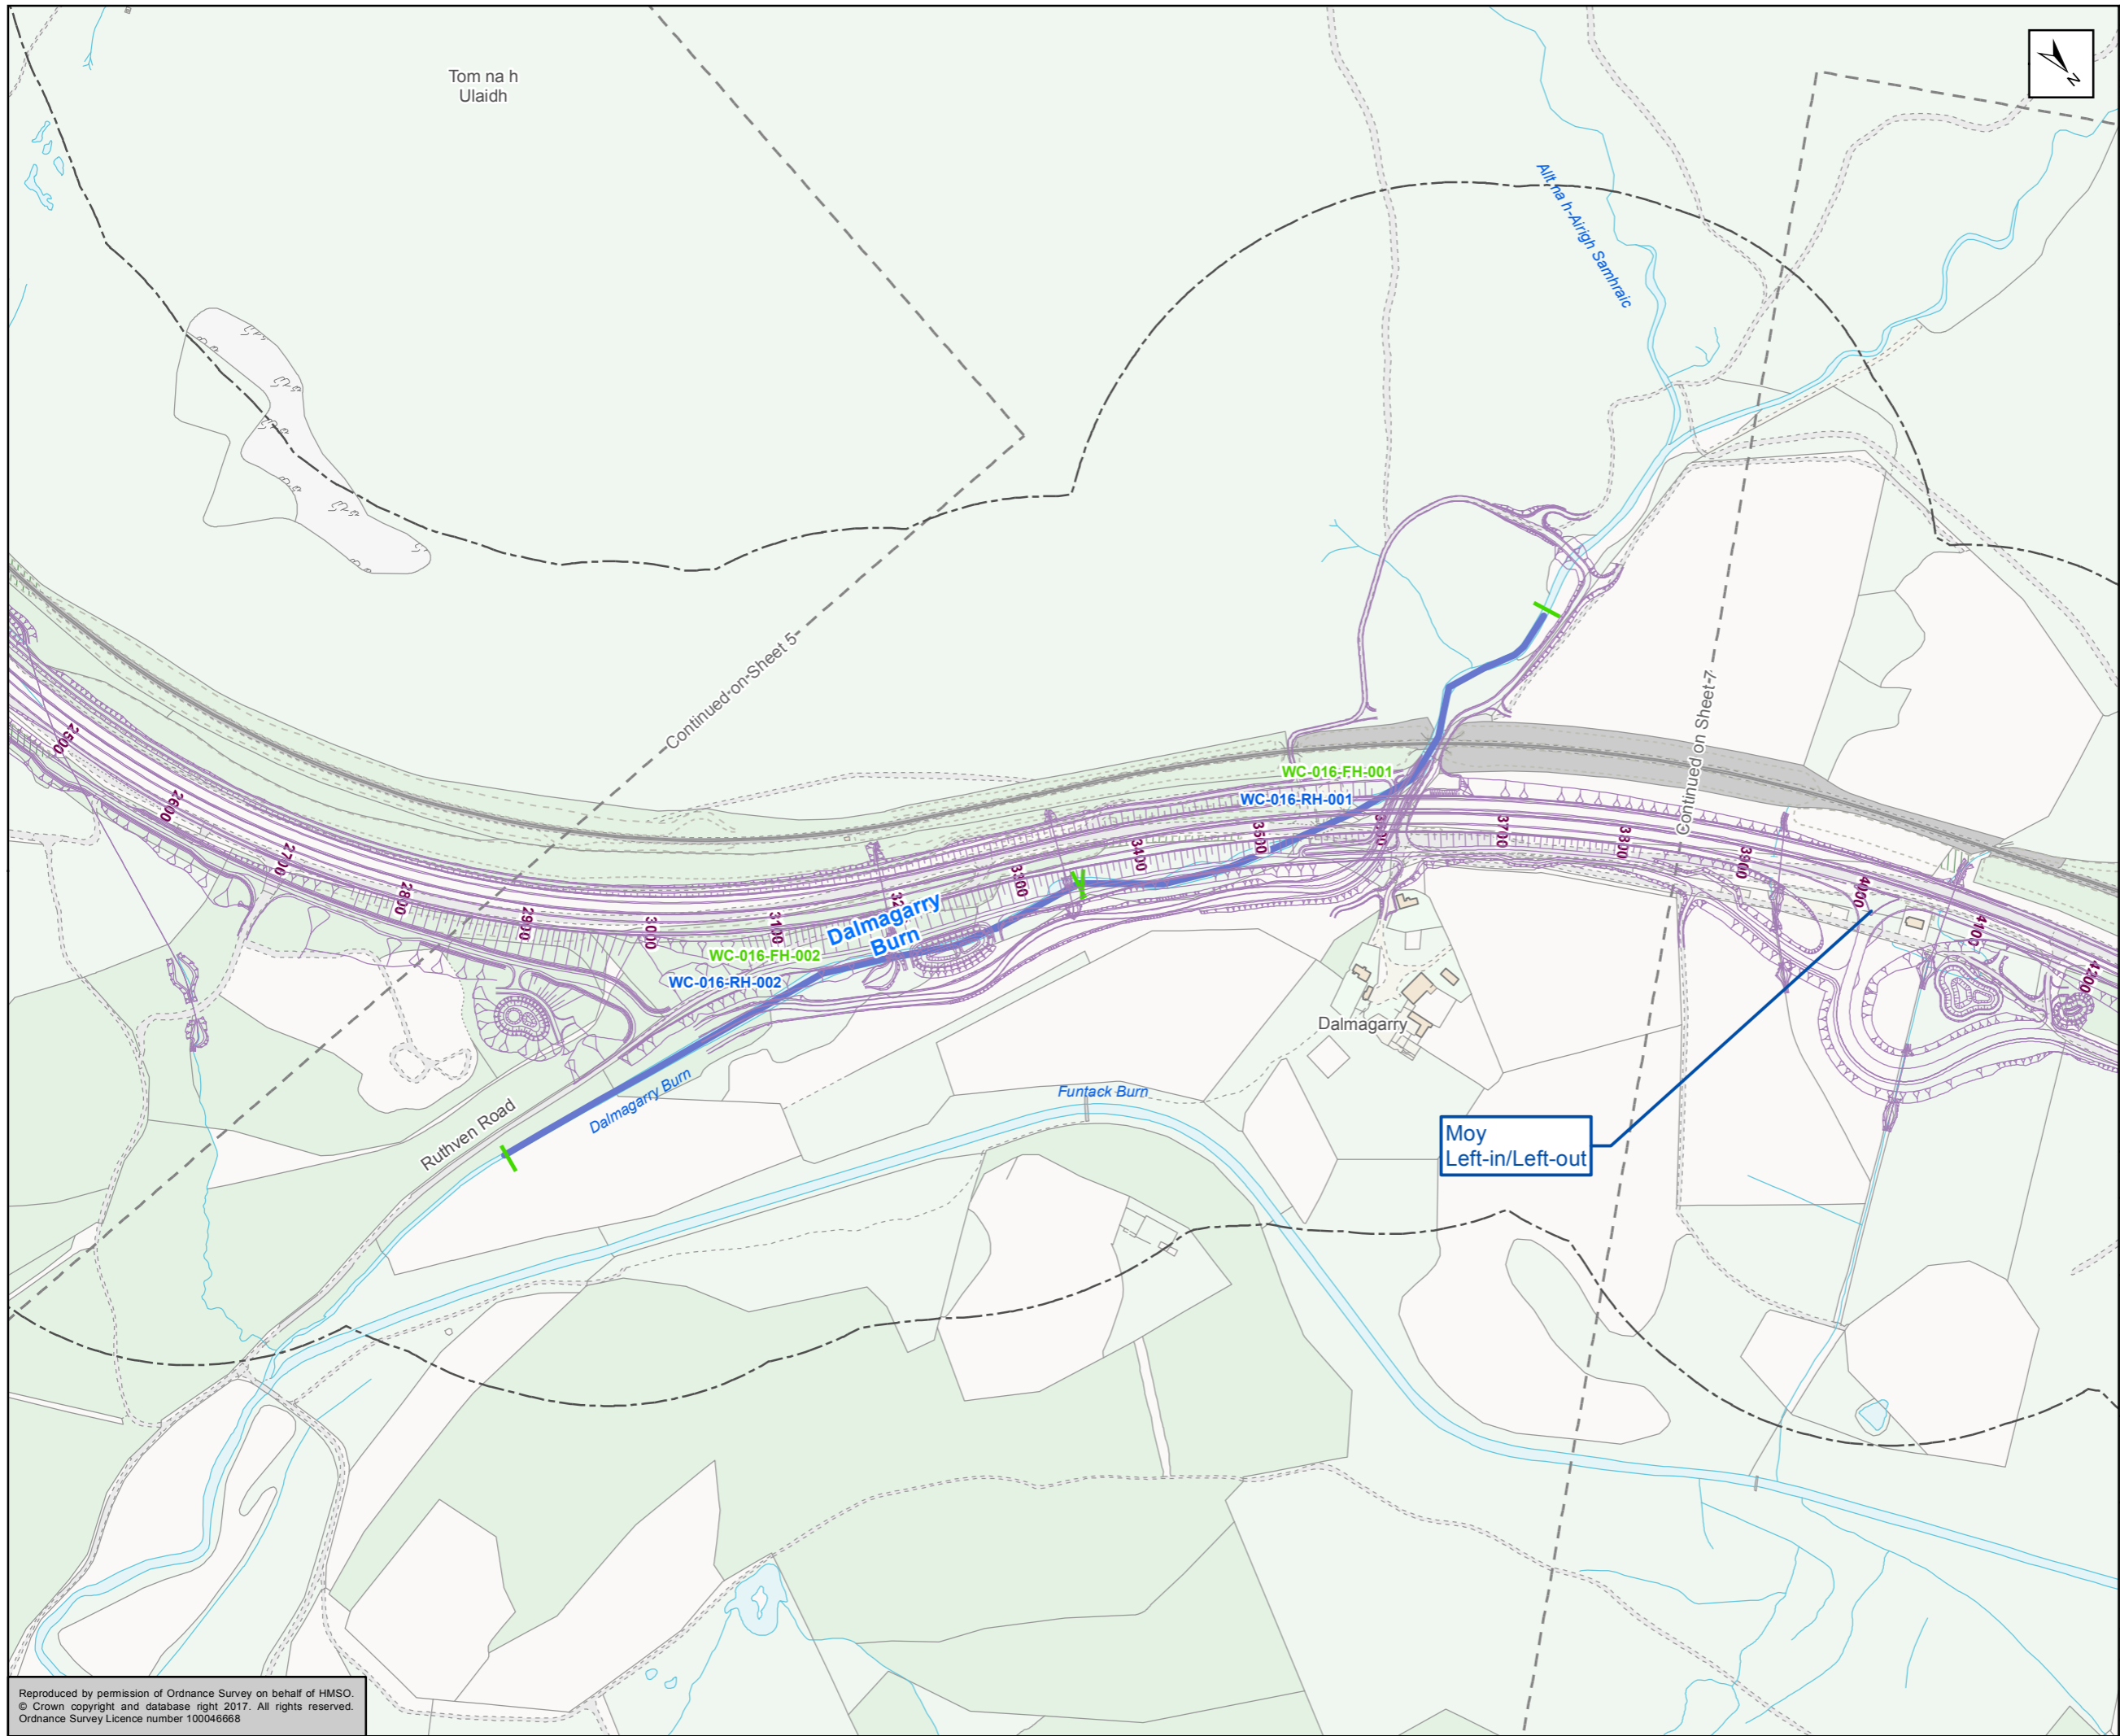 Tom na h
Ulaidh
N
Allt na h-Airigh Samhraic
Continued on Sheet 5
Continued on Sheet 7
WC-016-FH-001
WC-016-RH-001
2500
2600
2700
2800
2900
3000
3100
3300
3400
3500
3700
3800
3900
4000
4100
4200
Dalmagarry
Burn
WC-016-FH-002
WC-016-RH-002
Dalmagarry
Dalmagarry Burn
Funtack Burn
Ruthven Road
Moy
Left-in/Left-out
Reproduced by permission of Ordnance Survey on behalf of HMSO.
© Crown copyright and database right 2017. All rights reserved.
Ordnance Survey Licence number 100046668